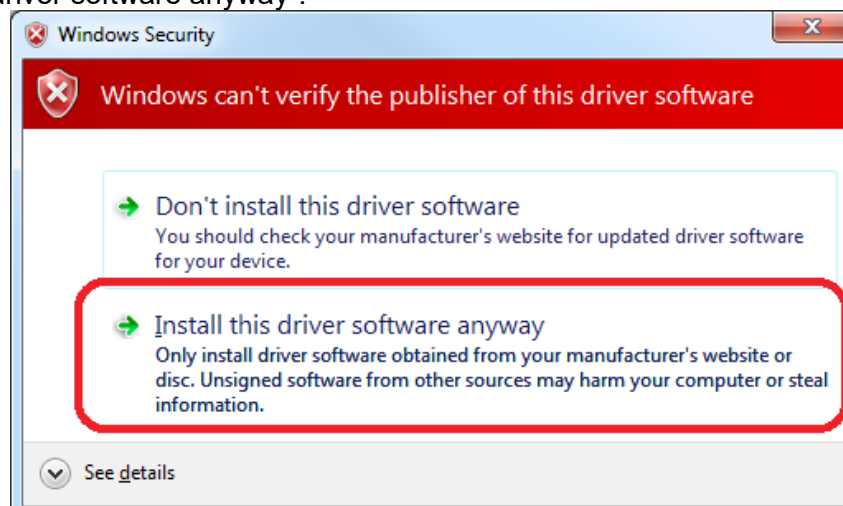 driver software anyway".
Windows Security
Windows can't verify the publisher of this driver software
Don't install this driver software
You should check your manufacturer's website for updated driver software
for your device.
Install this driver software anyway
Only install driver software obtained from your manufacturer's website or
disc. Unsigned software from other sources may harm your computer or steal
information.
See details